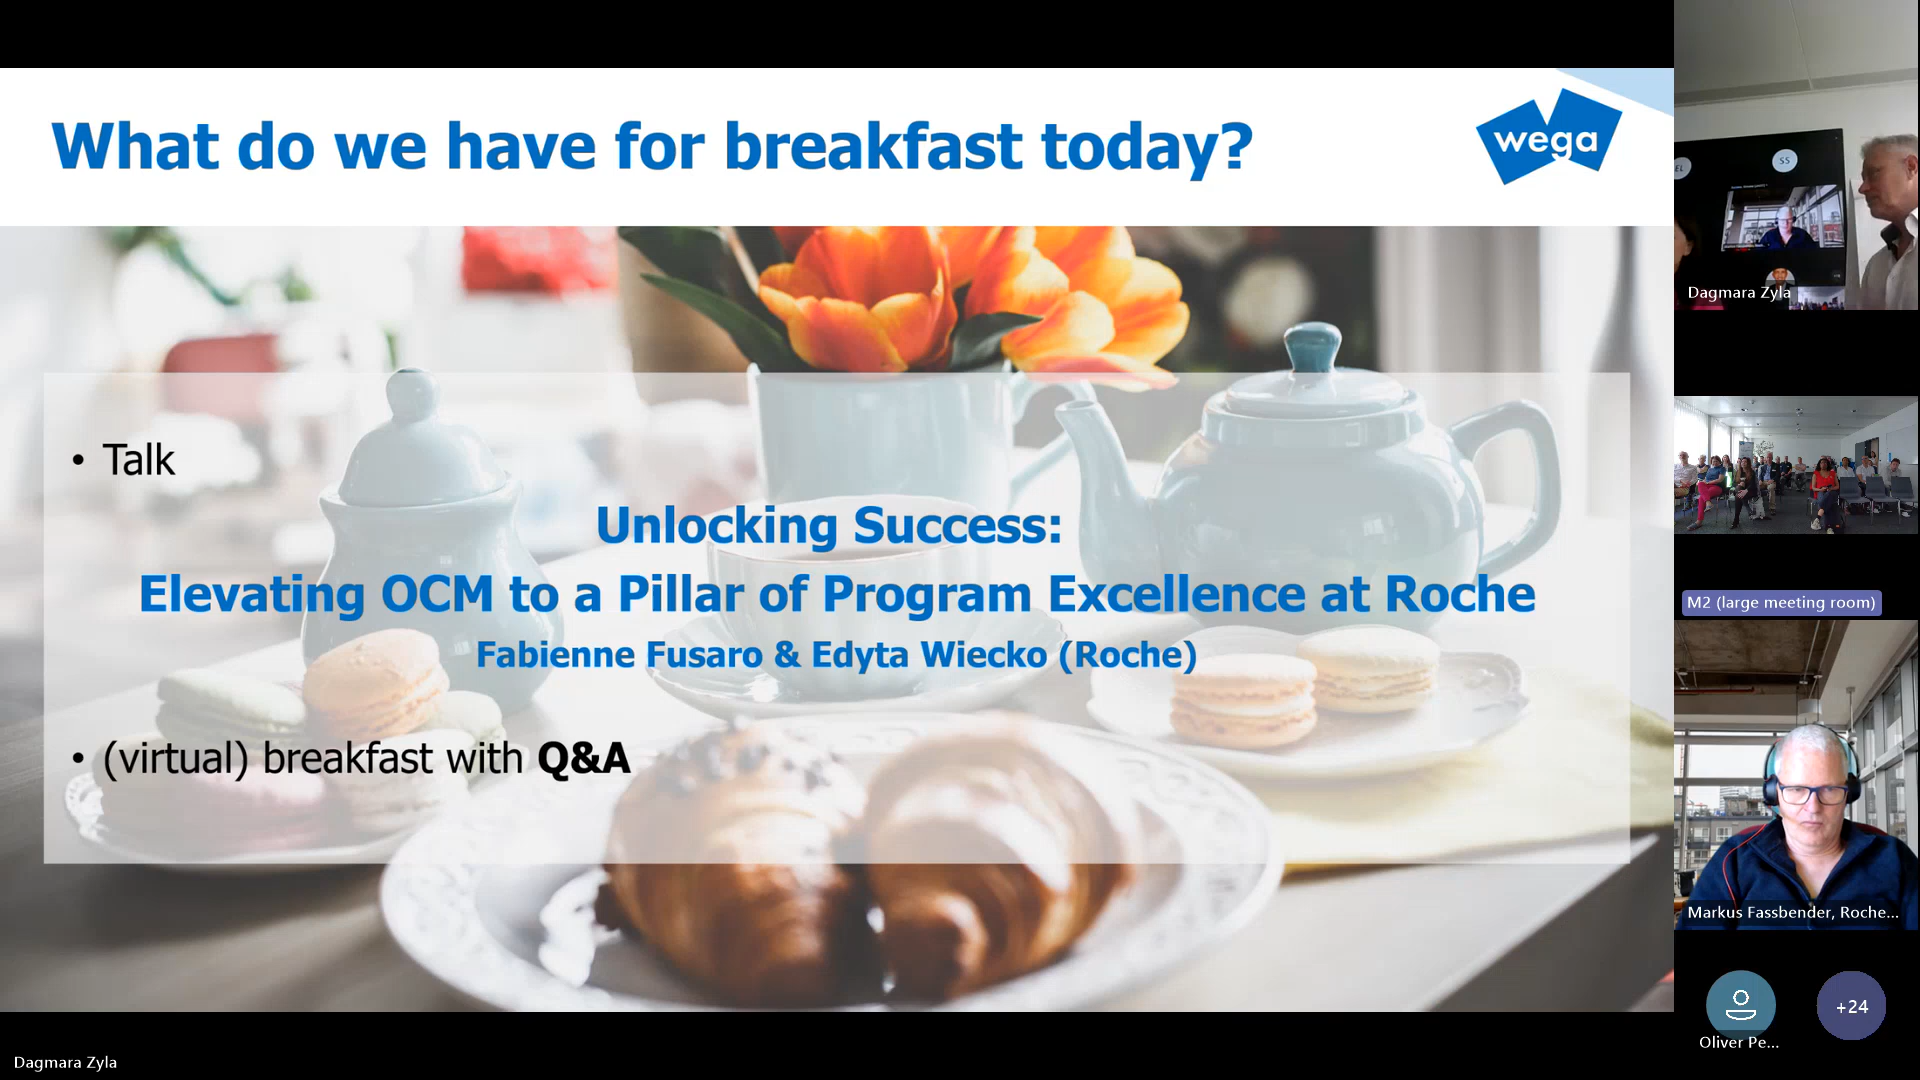 What do we have for breakfast today?
wega
• Talk
Unlocking Success:
Elevating OCM to a Pillar of Program Excellence at Roche
Fabienne Fusaro & Edyta Wiecko (Roche)
• (virtual) breakfast with Q&A
Dagmara Zyla
SS
EL
Dagmara Zyla
M2 (large meeting room)
Markus Fassbender, Roche...
Oliver Pe...
+24